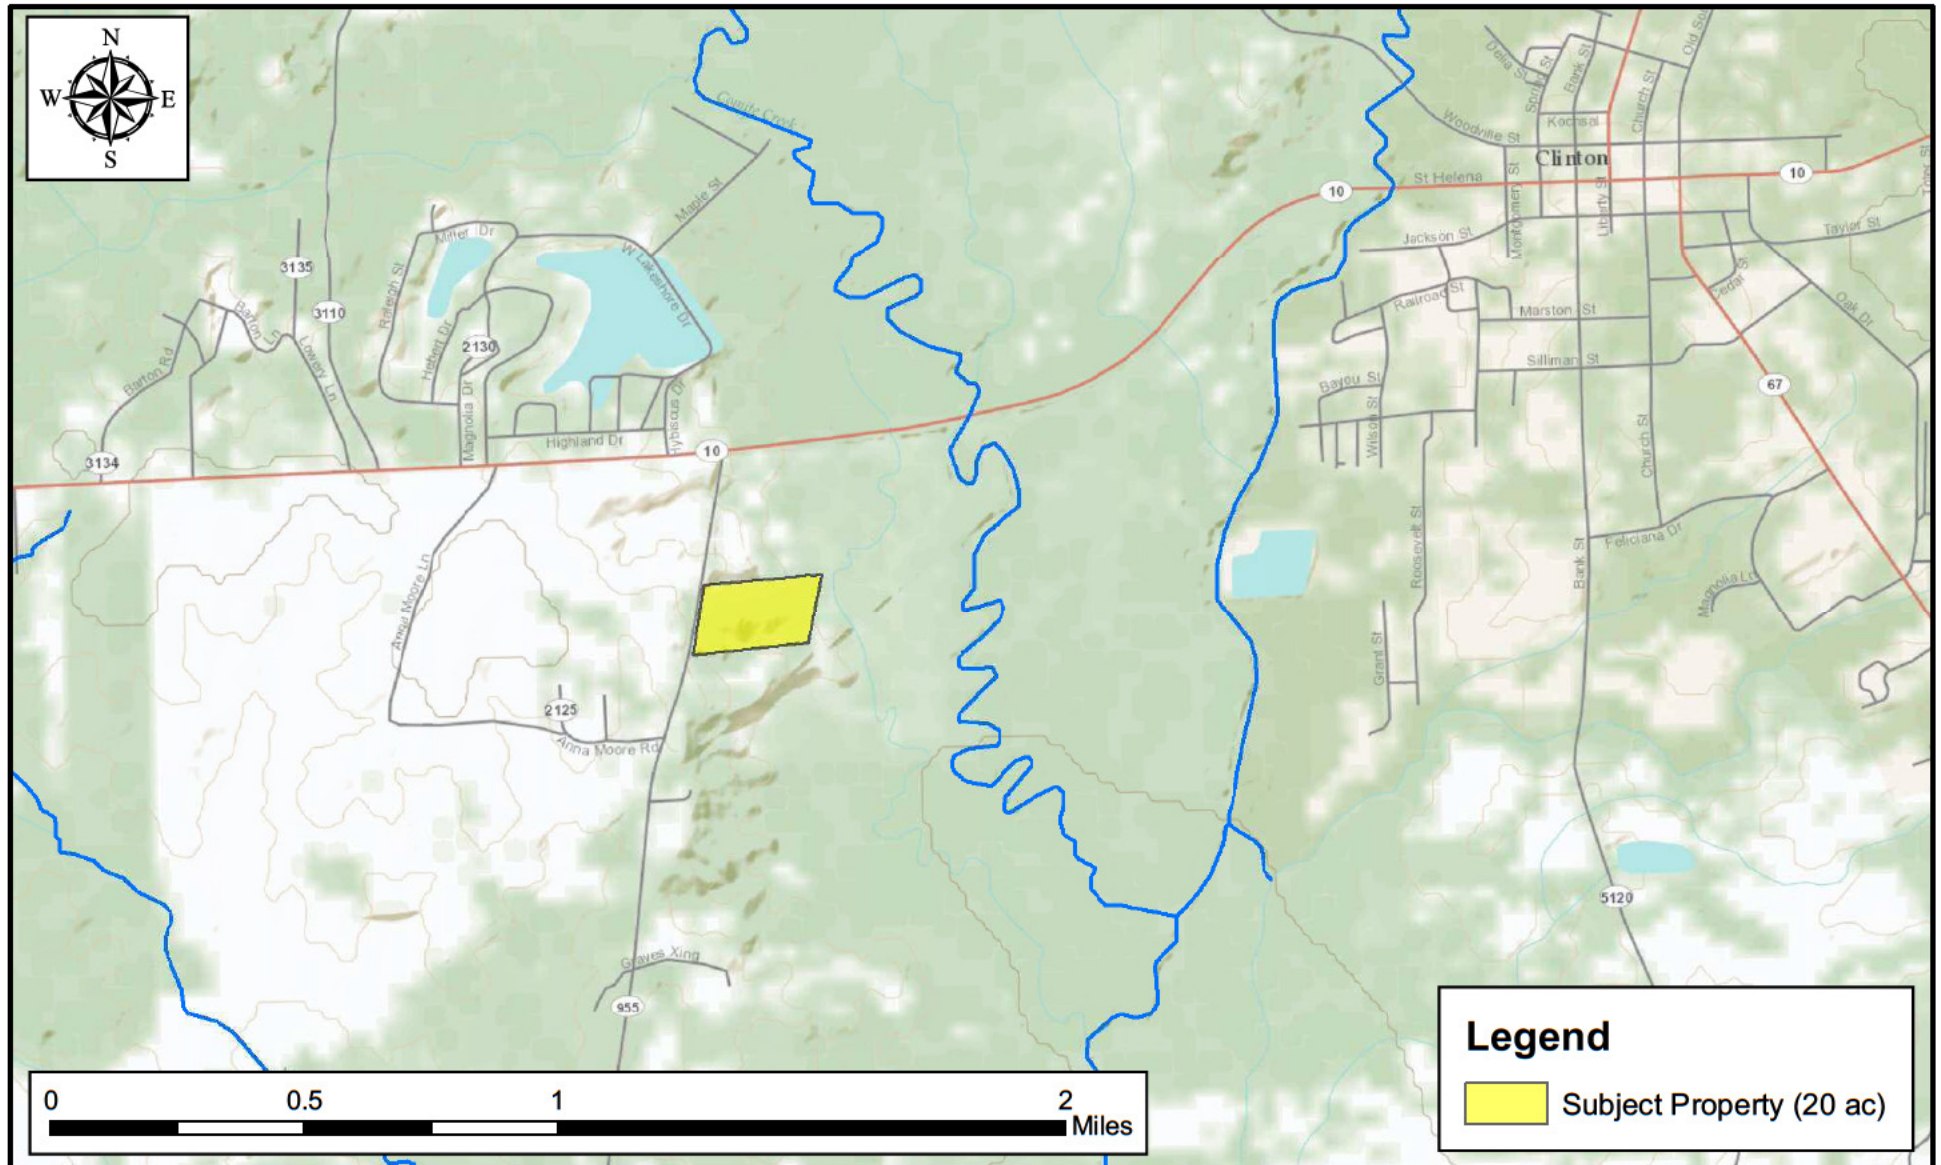 N
W E
S
Comite Creek
Delia St
Spring St
Bank St
Church St
Woodville St
Kochsal
Clinton
St Helena
10
10
Montgomery St
Liberty St
Jackson St
Taylor St
Cedar St
Oak Dr
Railroad St
Marston St
Silliman St
67
Bayou St
Wilson St
Church St
Roosevelt St
Bank St
Feliciana Dr
Magnolia Ln
Grant St
5120
Maple St
Miller Dr
W Lakeshore Dr
Raleigh St
Hebert Dr
2130
3135
3110
Barton Ln
Lowery Ln
Barton Rd
Magnolia Dr
Highland Dr
Hybiscus Dr
3134
10
Anna Moore Ln
2125
Anna Moore Rd
Graves Xing
955
0 0.5 1 2
Miles
Legend
Subject Property (20 ac)